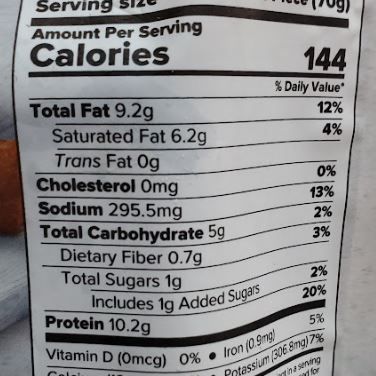 Serving size (70g)
Amount Per Serving
Calories 144
% Daily Value*
Total Fat 9.2g 12%
Saturated Fat 6.2g 4%
Trans Fat 0g
Cholesterol 0mg 0%
Sodium 295.5mg 13%
Total Carbohydrate 5g 2%
Dietary Fiber 0.7g 3%
Total Sugars 1g
Includes 1g Added Sugars 2%
Protein 10.2g 20%
Vitamin D (0mcg) 0% • Iron (0.9mg) 5%
Potassium (306.8mg) 7%